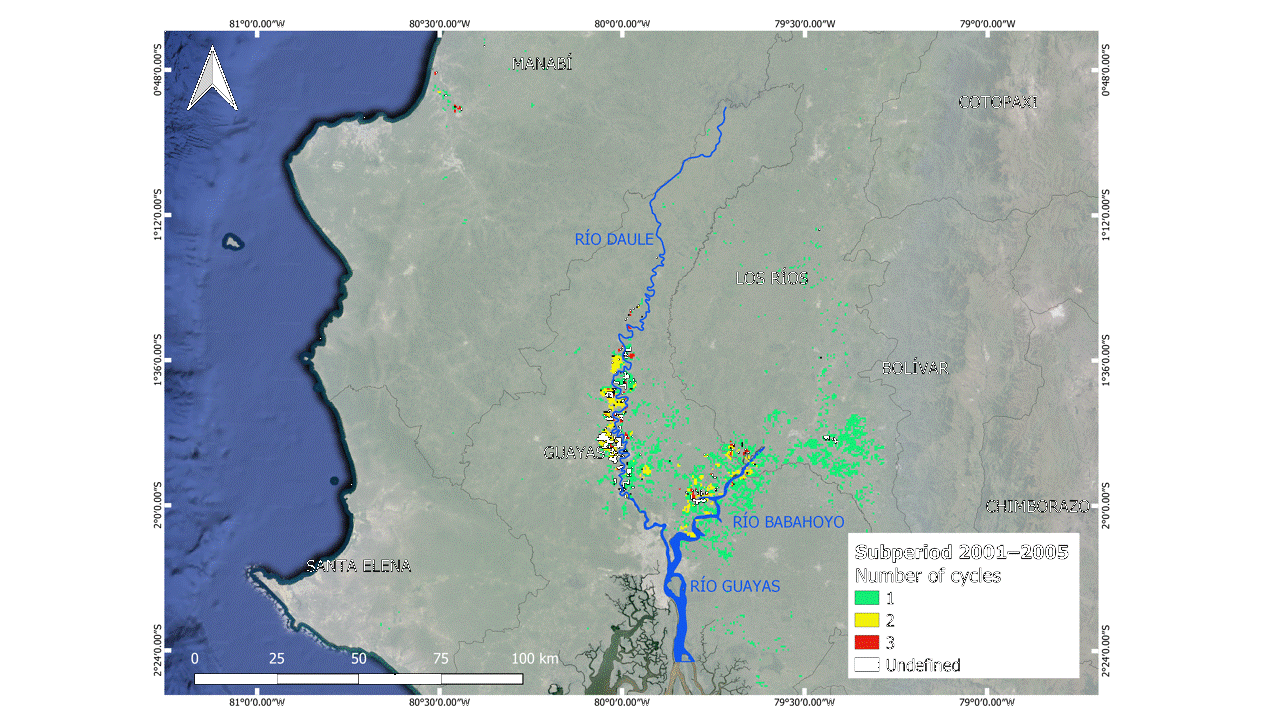 81°0'0.00"W 80°30'0.00"W 80°0'0.00"W 79°30'0.00"W 79°0'0.00"W
0°48'0.00"S 0°48'0.00"S
MANABÍ
COTOPAXI
1°12'0.00"S 1°12'0.00"S
RÍO DAULE
LOS RÍOS
1°36'0.00"S 1°36'0.00"S
BOLÍVAR
GUAYAS
2°0'0.00"S 2°0'0.00"S
CHIMBORAZO
RÍO BABAHOYO
SANTA ELENA
RÍO GUAYAS
Subperiod 2001–2005
Number of cycles
1
2
3
Undefined
2°24'0.00"S 2°24'0.00"S
0 25 50 75 100 km
81°0'0.00"W 80°30'0.00"W 80°0'0.00"W 79°30'0.00"W 79°0'0.00"W